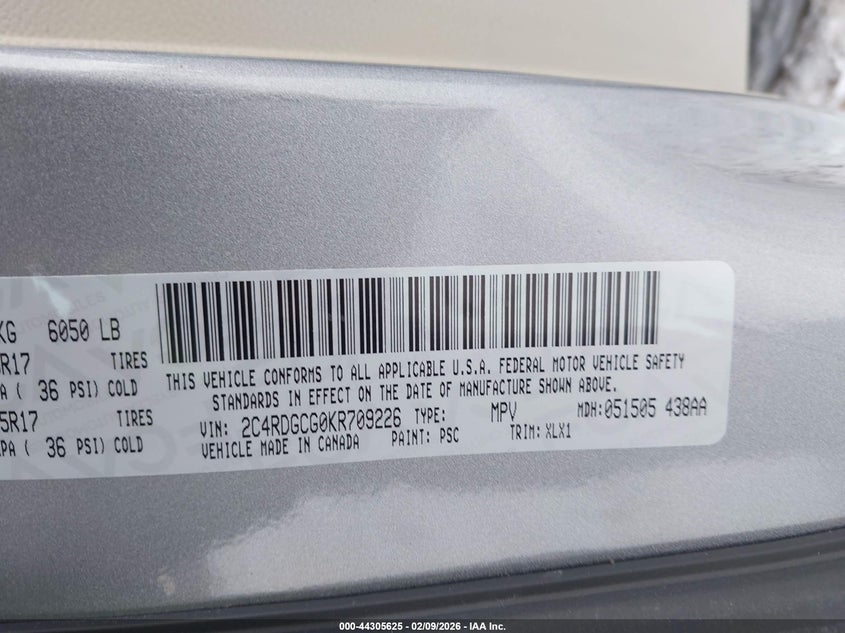 KG 6050 LB
R17 TIRES
PA ( 36 PSI) COLD
5R17 TIRES
KPA ( 36 PSI) COLD
THIS VEHICLE CONFORMS TO ALL APPLICABLE U.S.A. FEDERAL MOTOR VEHICLE SAFETY
STANDARDS IN EFFECT ON THE DATE OF MANUFACTURE SHOWN ABOVE.
VIN: 2C4RDGCG0KR709226 TYPE: MPV MDH:051505 438AA
VEHICLE MADE IN CANADA PAINT: PSC TRIM: XLX1
000-44305625 - 02/09/2026 - IAA Inc.